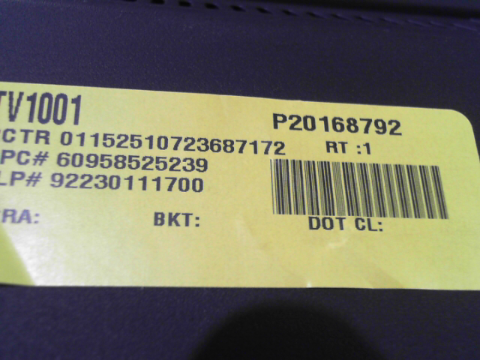 TV1001
P20168792
CTR 01152510723687172 RT :1
PC# 60958525239
LP# 92230111700
RA: BKT: DOT CL: